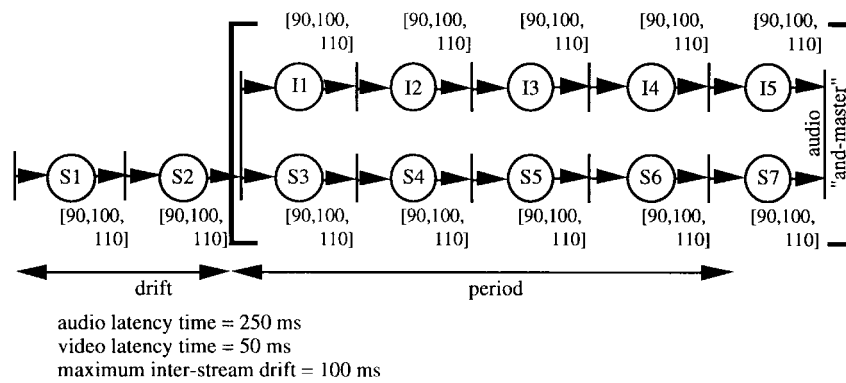 [90,100, [90,100, [90,100, [90,100, [90,100,
110] 110] 110] 110] 110]
I1 I2 I3 I4 I5
audio
"and-master"
S1 S2 S3 S4 S5 S6 S7
[90,100, [90,100, [90,100, [90,100, [90,100, [90,100, [90,100,
110] 110] 110] 110] 110] 110] 110]
drift period
audio latency time = 250 ms
video latency time = 50 ms
maximum inter-stream drift = 100 ms